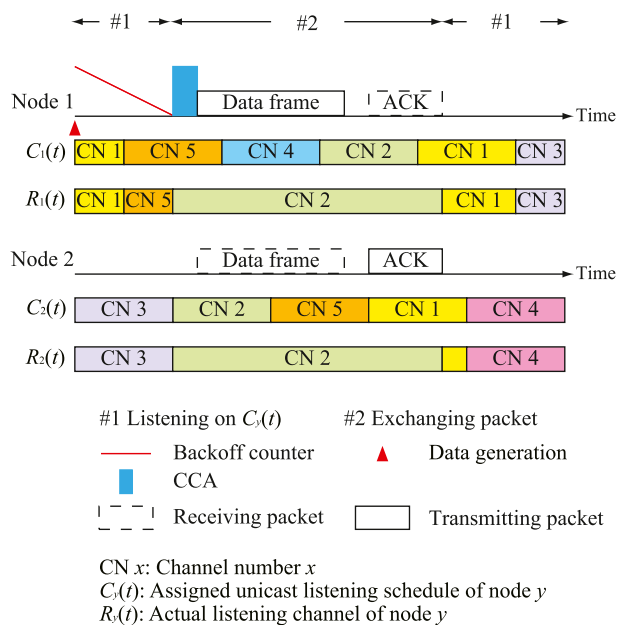 #1 #2 #1
Node 1 Data frame ACK Time
C1(t) CN 1 CN 5 CN 4 CN 2 CN 1 CN 3
R1(t) CN 1 CN 5 CN 2 CN 1 CN 3
Node 2 Data frame ACK Time
C2(t) CN 3 CN 2 CN 5 CN 1 CN 4
R2(t) CN 3 CN 2 CN 4
#1 Listening on Cy(t) #2 Exchanging packet
Backoff counter Data generation
CCA
Receiving packet Transmitting packet
CN x: Channel number x
Cy(t): Assigned unicast listening schedule of node y
Ry(t): Actual listening channel of node y